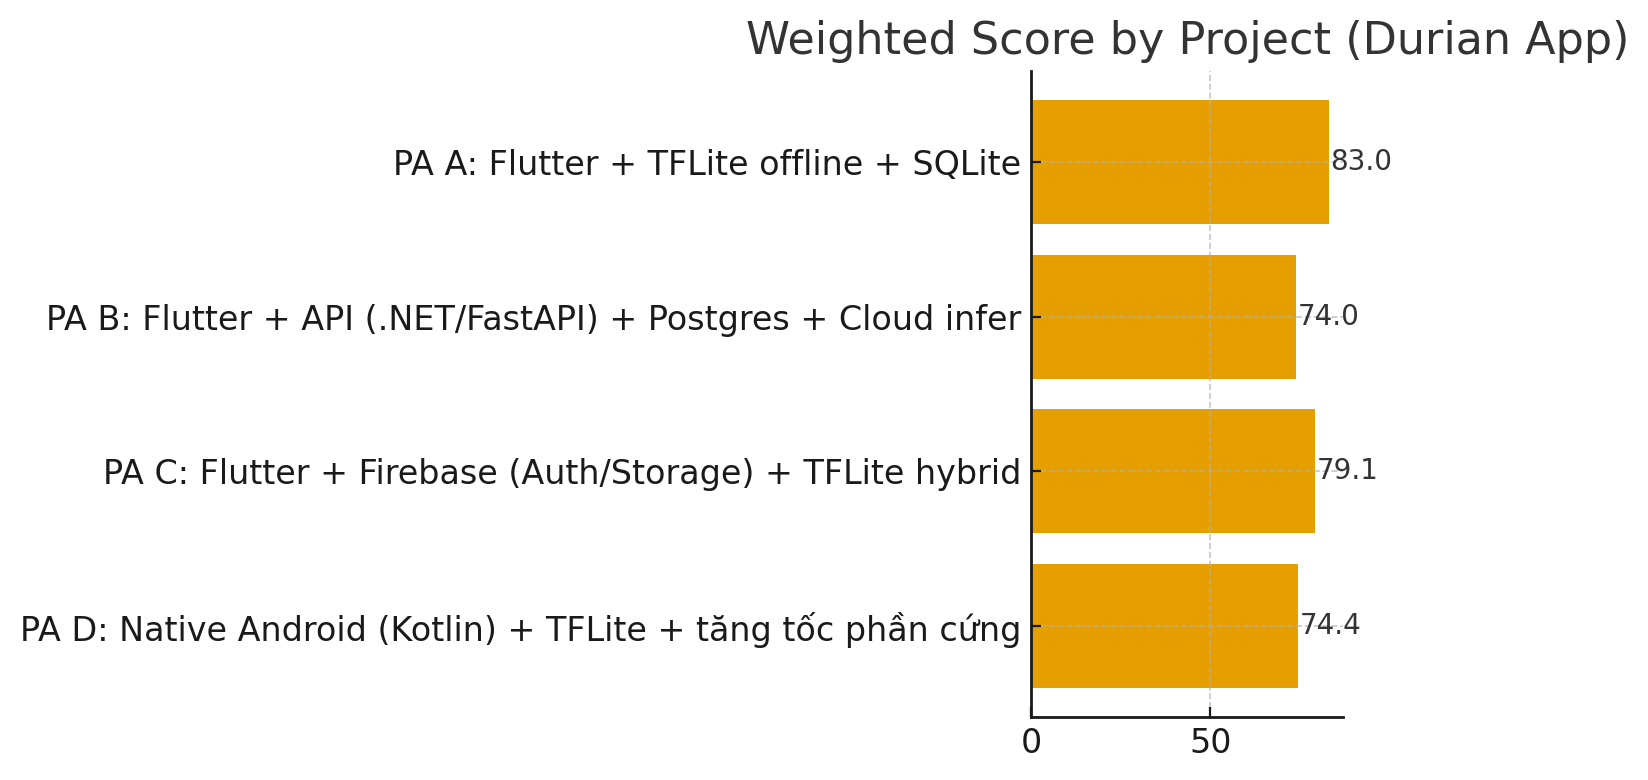 Weighted Score by Project (Durian App)
PA A: Flutter + TFLite offline + SQLite
83.0
PA B: Flutter + API (.NET/FastAPI) + Postgres + Cloud infer
74.0
PA C: Flutter + Firebase (Auth/Storage) + TFLite hybrid
79.1
PA D: Native Android (Kotlin) + TFLite + tăng tốc phần cứng
74.4
0
50